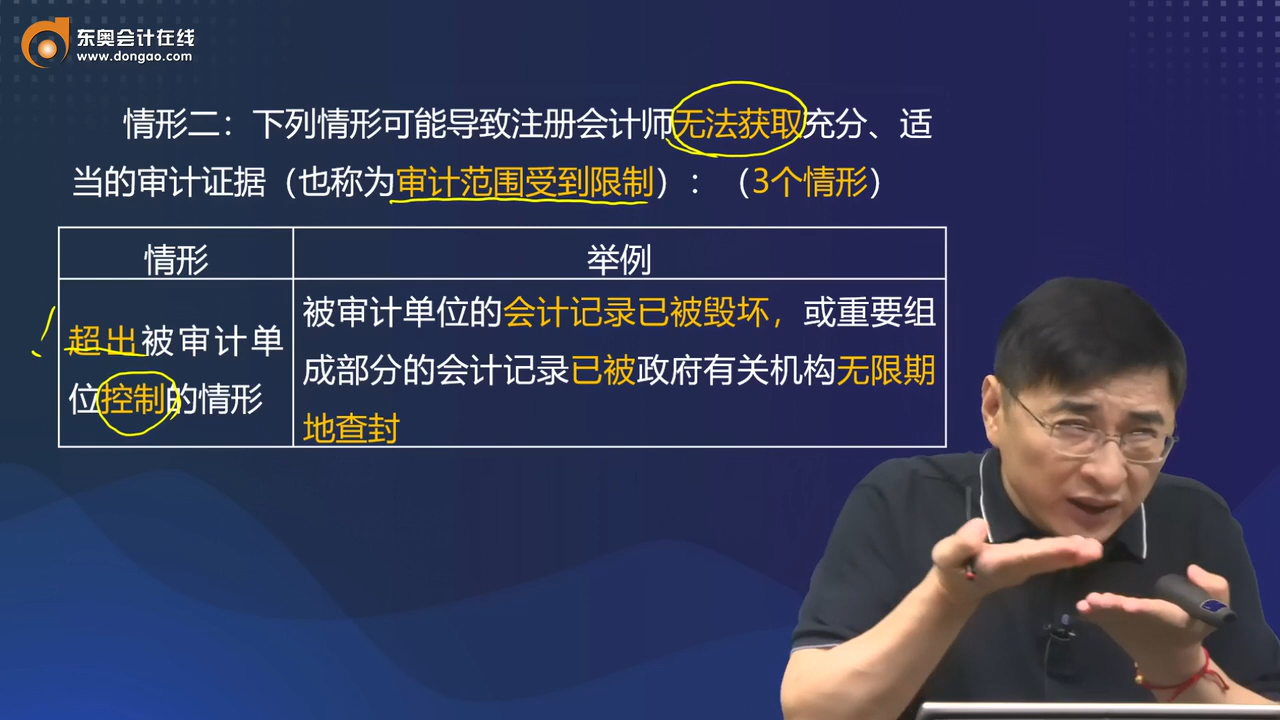 东奥会计在线
www.dongao.com
情形二：下列情形可能导致注册会计师无法获取充分、适
当的审计证据（也称为审计范围受到限制）：（3个情形）
情形
举例
超出被审计单
位控制的情形
被审计单位的会计记录已被毁坏，或重要组
成部分的会计记录已被政府有关机构无限期
地查封